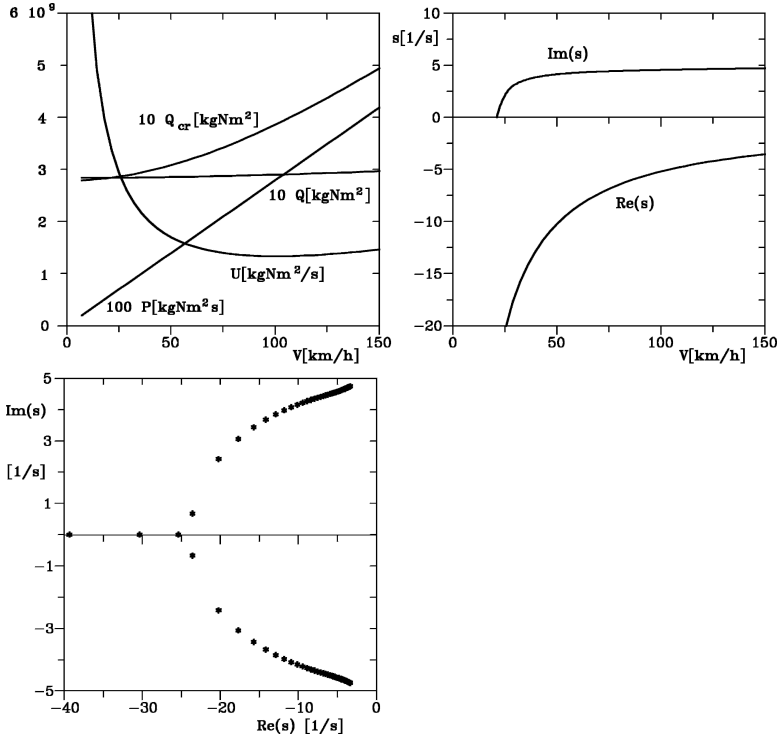 6 10⁹
5
4
3
2
1
0
10 Q_cr[kgNm²]
10 Q[kgNm²]
U[kgNm²/s]
100 P[kgNm²s]
0
50
100
150
V[km/h]
10
s[1/s]
5
0
−5
−10
−15
−20
Im(s)
Re(s)
0
50
100
150
V[km/h]
5
Im(s)
3
[1/s]
1
−1
−3
−5
−40
−30
−20
−10
0
Re(s) [1/s]